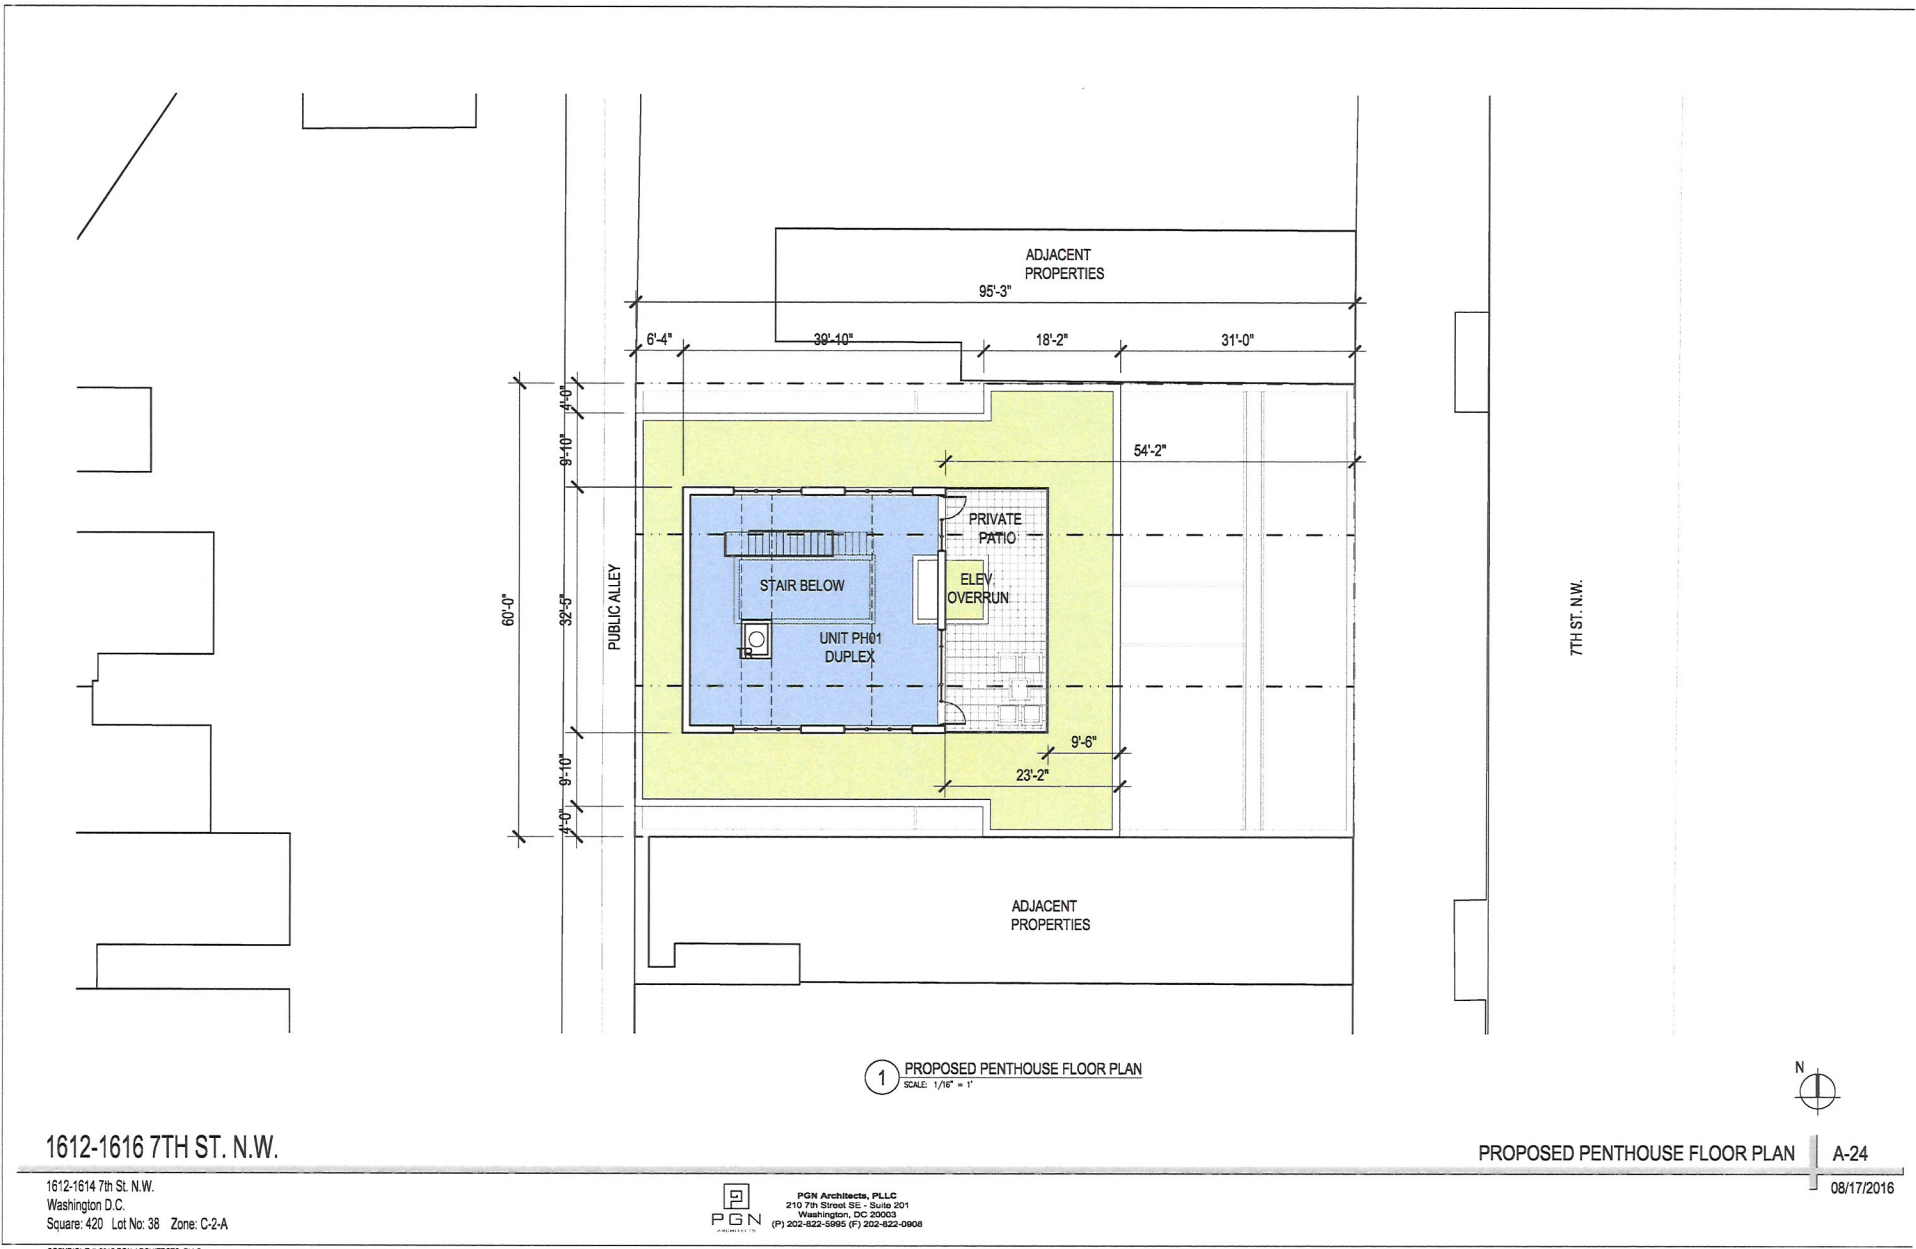 ADJACENT
PROPERTIES
95'-3"
6'-4"
39'-10"
18'-2"
31'-0"
4'-0"
9'-10"
54'-2"
PRIVATE
PATIO
STAIR BELOW
ELEV.
OVERRUN
60'-0"
32'-5"
PUBLIC ALLEY
7TH ST. N.W.
UNIT PH01
DUPLEX
TR
9'-6"
23'-2"
9'-10"
4'-0"
ADJACENT
PROPERTIES
1
PROPOSED PENTHOUSE FLOOR PLAN
SCALE: 1/16" = 1'
N
1612-1616 7TH ST. N.W.
PROPOSED PENTHOUSE FLOOR PLAN
A-24
08/17/2016
1612-1614 7th St. N.W.
Washington D.C.
Square: 420 Lot No: 38 Zone: C-2-A
PGN
ARCHITECTS
PGN Architects, PLLC
210 7th Street SE - Suite 201
Washington, DC 20003
(P) 202-822-5995 (F) 202-822-0908